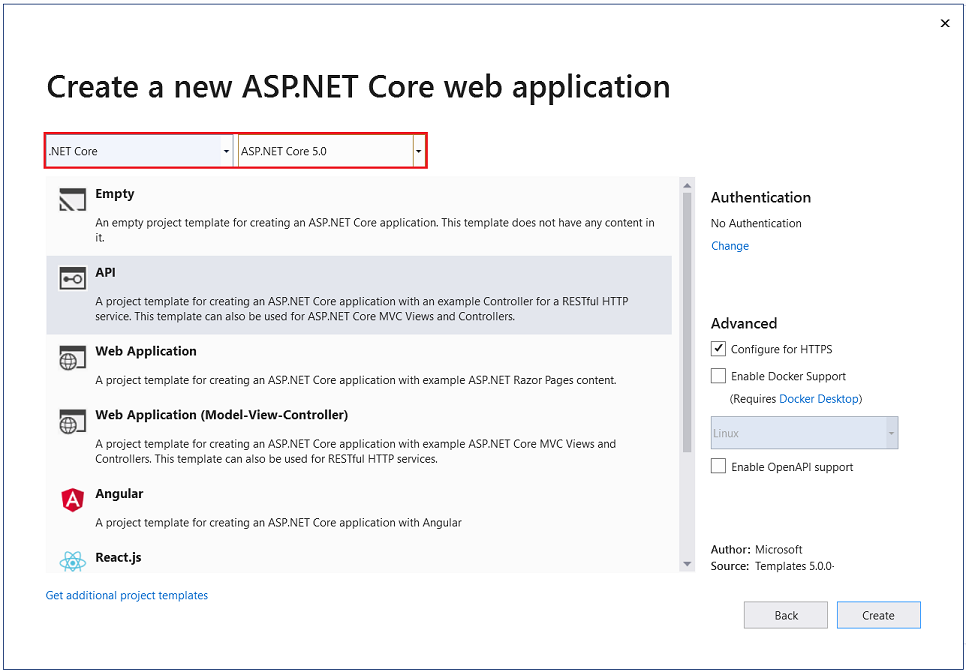 Create a new ASP.NET Core web application
.NET Core
ASP.NET Core 5.0
Empty
An empty project template for creating an ASP.NET Core application. This template does not have any content in
it.
API
A project template for creating an ASP.NET Core application with an example Controller for a RESTful HTTP
service. This template can also be used for ASP.NET Core MVC Views and Controllers.
Web Application
A project template for creating an ASP.NET Core application with example ASP.NET Razor Pages content.
Web Application (Model-View-Controller)
A project template for creating an ASP.NET Core application with example ASP.NET Core MVC Views and
Controllers. This template can also be used for RESTful HTTP services.
Angular
A project template for creating an ASP.NET Core application with Angular
React.js
Get additional project templates
Authentication
No Authentication
Change
Advanced
Configure for HTTPS
Enable Docker Support
(Requires Docker Desktop)
Linux
Enable OpenAPI support
Author: Microsoft
Source: Templates 5.0.0-
Back
Create